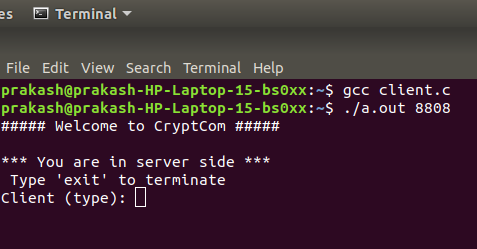 es Terminal
File Edit View Search Terminal Help
prakash@prakash-HP-Laptop-15-bs0xx:~$ gcc client.c
prakash@prakash-HP-Laptop-15-bs0xx:~$ ./a.out 8808
##### Welcome to CryptCom #####
*** You are in server side ***
Type 'exit' to terminate
Client (type):